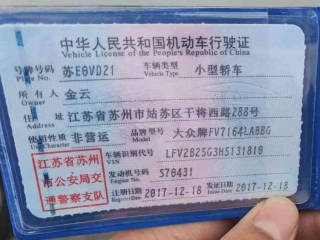 中华人民共和国机动车行驶证
Vehicle License of the People's Republic of China
号牌号码 苏E0VD21 车辆类型 小型轿车
Plate No. Vehicle Type
所有人 金云
Owner
住址 江苏省苏州市姑苏区干将西路288号
Address
使用性质 非营运 品牌型号 大众牌FV7164LABBG
江苏省苏州市公安局交通警察支队
车辆识别代号 LFV2B25G3H5131810
VIN
发动机号码 S70431
Engine No.
注册日期 2017-12-18 发证日期 2017-12-18